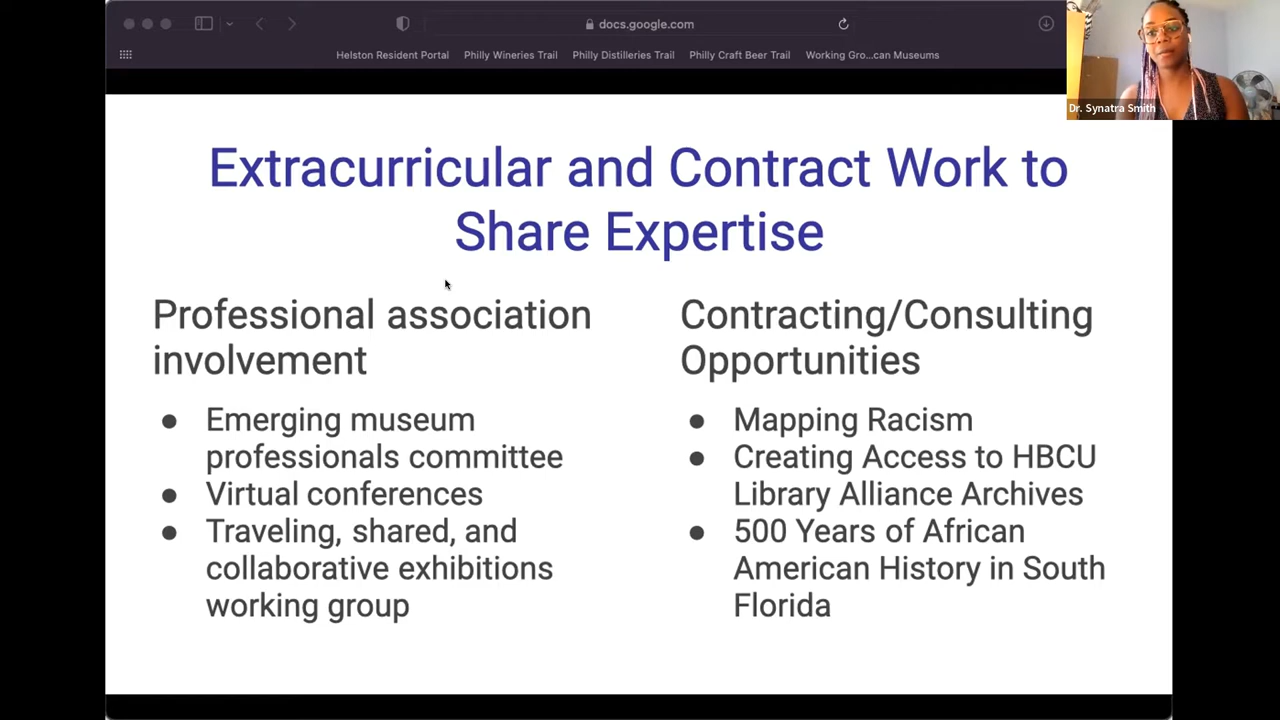 docs.google.com
Helston Resident Portal Philly Wineries Trail Philly Distilleries Trail Philly Craft Beer Trail Working Gro...can Museums
Dr. Synatra Smith
Extracurricular and Contract Work to
Share Expertise
Professional association
involvement
● Emerging museum
professionals committee
● Virtual conferences
● Traveling, shared, and
collaborative exhibitions
working group
Contracting/Consulting
Opportunities
● Mapping Racism
● Creating Access to HBCU
Library Alliance Archives
● 500 Years of African
American History in South
Florida